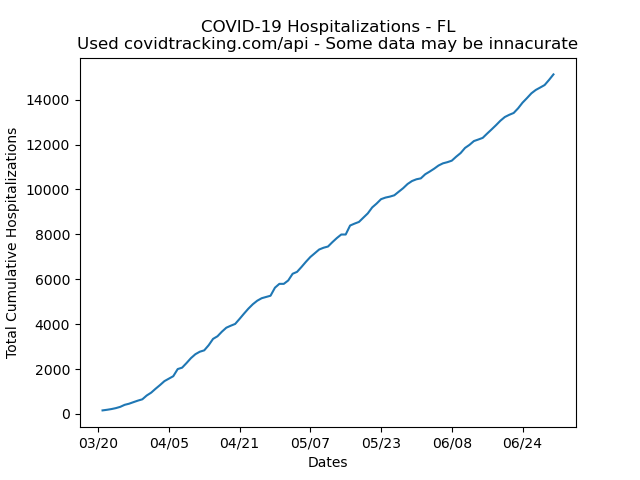 COVID-19 Hospitalizations - FL
Used covidtracking.com/api - Some data may be innacurate
Total Cumulative Hospitalizations
14000
12000
10000
8000
6000
4000
2000
0
03/20 04/05 04/21 05/07 05/23 06/08 06/24
Dates